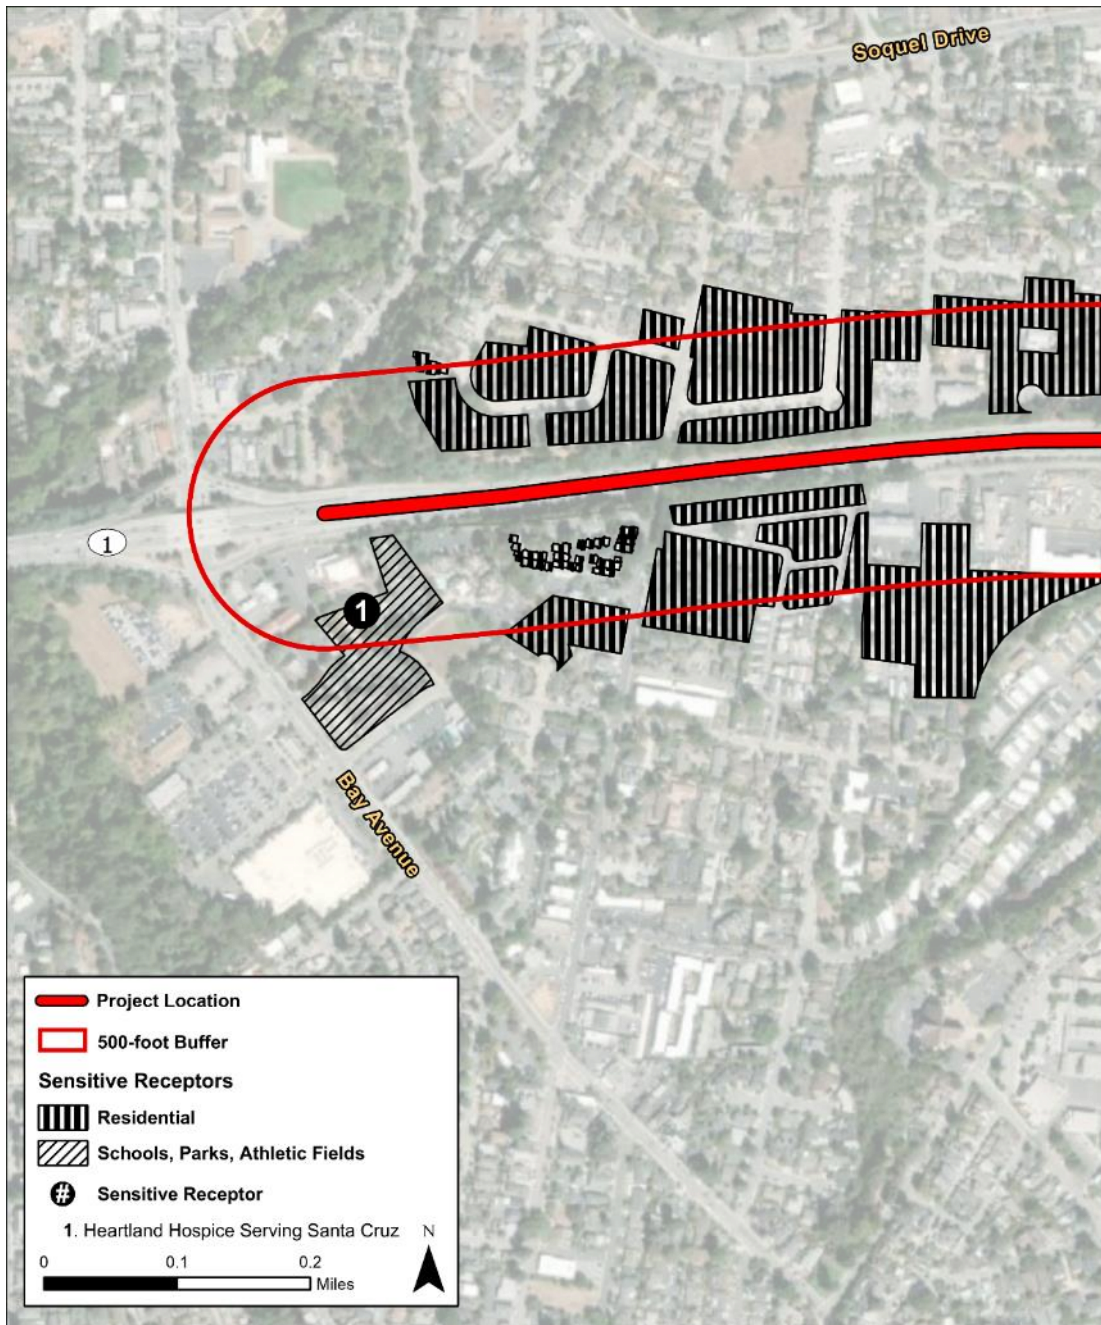 Soquel Drive
1
1
Bay Avenue
Project Location
500-foot Buffer
Sensitive Receptors
Residential
Schools, Parks, Athletic Fields
# Sensitive Receptor
1. Heartland Hospice Serving Santa Cruz
N
0 0.1 0.2
Miles